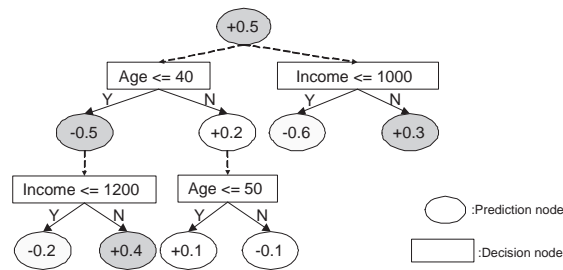 +0.5
Age <= 40
Income <= 1000
Y
N
Y
N
-0.5
+0.2
-0.6
+0.3
Income <= 1200
Age <= 50
Y
N
Y
N
-0.2
+0.4
+0.1
-0.1
:Prediction node
:Decision node